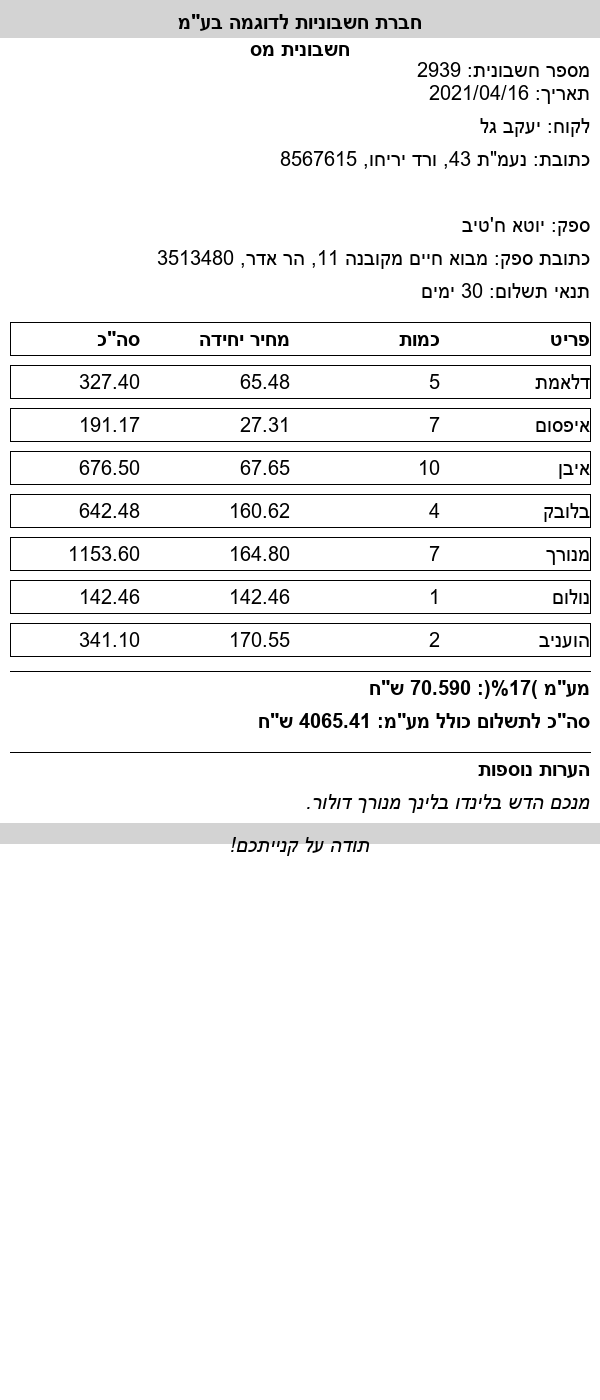 חברת חשבוניות לדוגמה בע"מ
חשבונית מס
מספר חשבונית: 2939
תאריך: 2021/04/16
לקוח: יעקב גל
כתובת: נעמ"ת 43, ורד יריחו, 8567615
ספק: יוטא ח'טיב
כתובת ספק: מבוא חיים מקובנה 11, הר אדר, 3513480
תנאי תשלום: 30 ימים
פריט כמות מחיר יחידה סה"כ
דלאמת 5 65.48 327.40
איפסום 7 27.31 191.17
איבן 10 67.65 676.50
בלובק 4 160.62 642.48
מנורך 7 164.80 1153.60
נולום 1 142.46 142.46
הועניב 2 170.55 341.10
מע"מ )17%(: 70.590 ש"ח
סה"כ לתשלום כולל מע"מ: 4065.41 ש"ח
הערות נוספות
מנכם הדש בלינדו בלינך מנורך דולור.
תודה על קנייתכם!